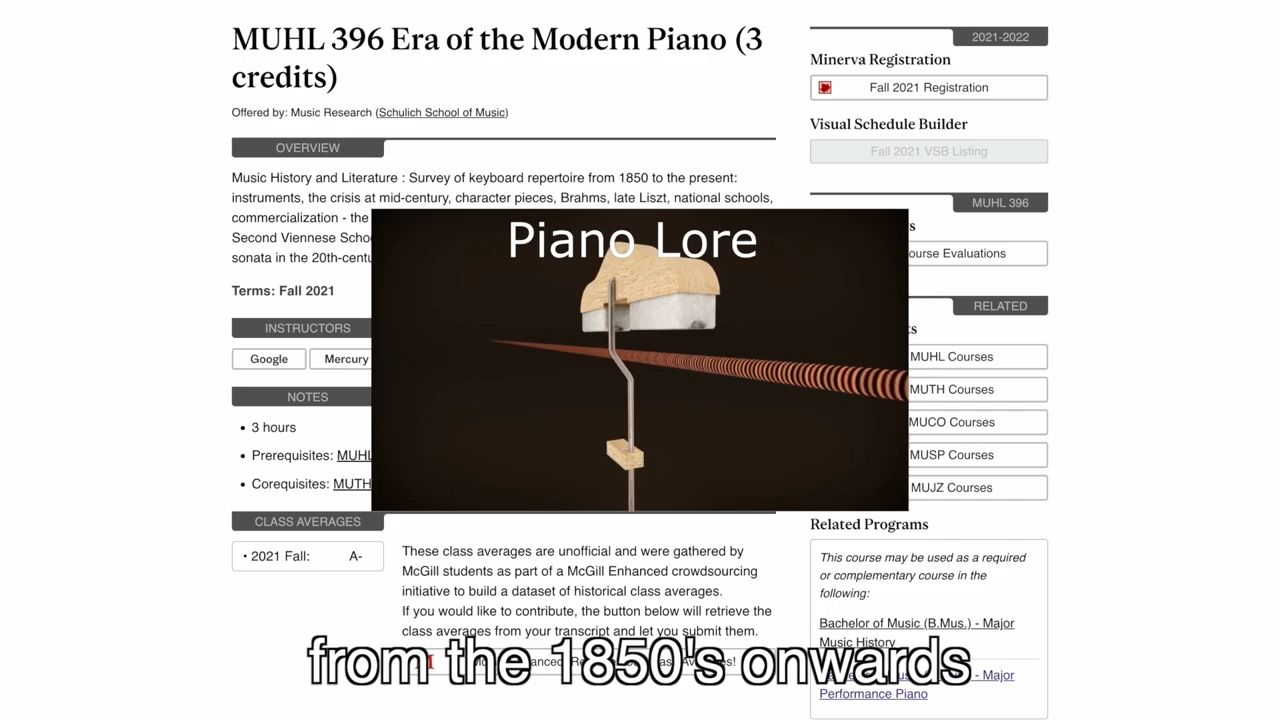 MUHL 396 Era of the Modern Piano (3
credits)
Offered by: Music Research (Schulich School of Music)
OVERVIEW
Music History and Literature : Survey of keyboard repertoire from 1850 to the present:
instruments, the crisis at mid-century, character pieces, Brahms, late Liszt, national schools,
commercialization - the
Second Viennese
sonata in the
Terms: Fall 2021
INSTRUCTORS
Google
Mercury
NOTES
• 3 hours
• Prerequisites: MUHL
• Corequisites: MUTH
CLASS AVERAGES
• 2021 Fall: A-
These class averages are unofficial and were gathered by
McGill students as part of a McGill Enhanced crowdsourcing
initiative to build a dataset of historical class averages.
If you would like to contribute, the button below will retrieve the
class averages from your transcript and let you submit them.
Piano Lore
from the 1850's onwards
2021-2022
Minerva Registration
Fall 2021 Registration
Visual Schedule Builder
Fall 2021 VSB Listing
MUHL 396
Evaluations
RELATED
MUHL Courses
MUTH Courses
MUCO Courses
MUSP Courses
MUJZ Courses
Related Programs
This course may be used as a required
or complementary course in the
following:
Bachelor of Music (B.Mus.) - Major
Music History
- Major
Performance Piano